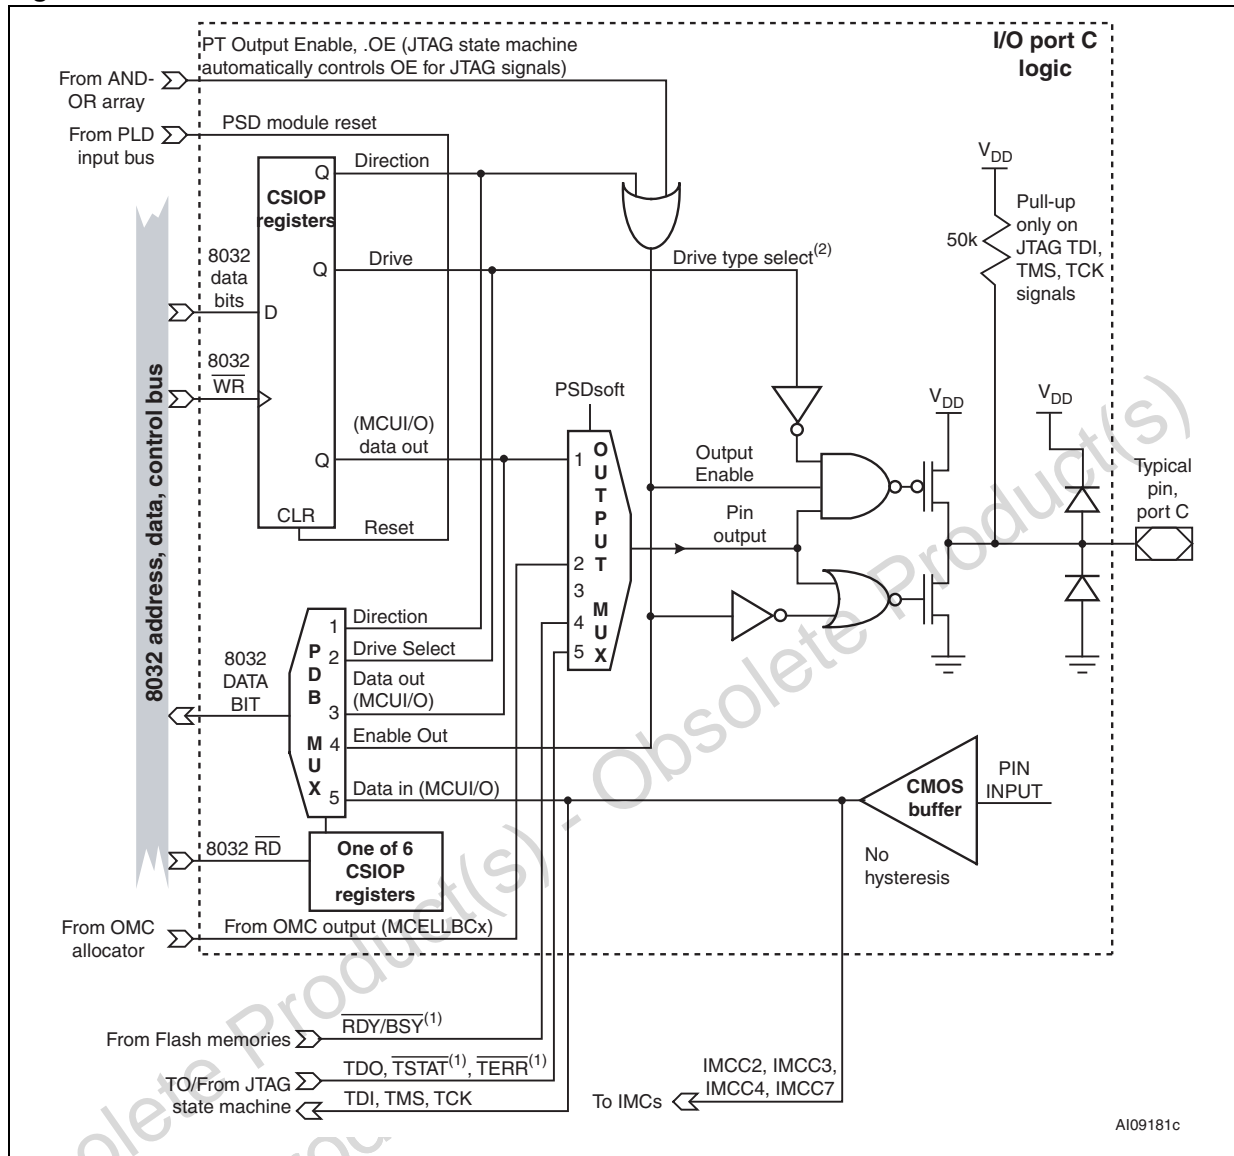 PT Output Enable, .OE (JTAG state machine
automatically controls OE for JTAG signals)
I/O port C
logic
From AND-
OR array
From PLD
input bus
PSD module reset
CSIOP
registers
Q
Direction
Q
Drive
Drive type select(2)
8032
data
bits
D
8032
WR
(MCUI/O)
data out
Q
CLR
Reset
8032 address, data, control bus
VDD
50k
Pull-up
only on
JTAG TDI,
TMS, TCK
signals
PSDsoft
OUTPUT MUX
1
2
3
4
5
Output
Enable
Pin
output
VDD
VDD
Typical
pin,
port C
PDB MUX
1
2
3
4
5
Direction
Drive Select
Data out
(MCUI/O)
Enable Out
Data in (MCUI/O)
8032
DATA
BIT
8032 RD
One of 6
CSIOP
registers
CMOS
buffer
PIN
INPUT
No
hysteresis
From OMC
allocator
From OMC output (MCELLBCx)
From Flash memories
RDY/BSY(1)
TO/From JTAG
state machine
TDO, TSTAT(1), TERR(1)
TDI, TMS, TCK
To IMCs
IMCC2, IMCC3,
IMCC4, IMCC7
AI09181c
Obsolete Product(s) - Obsolete Product(s)